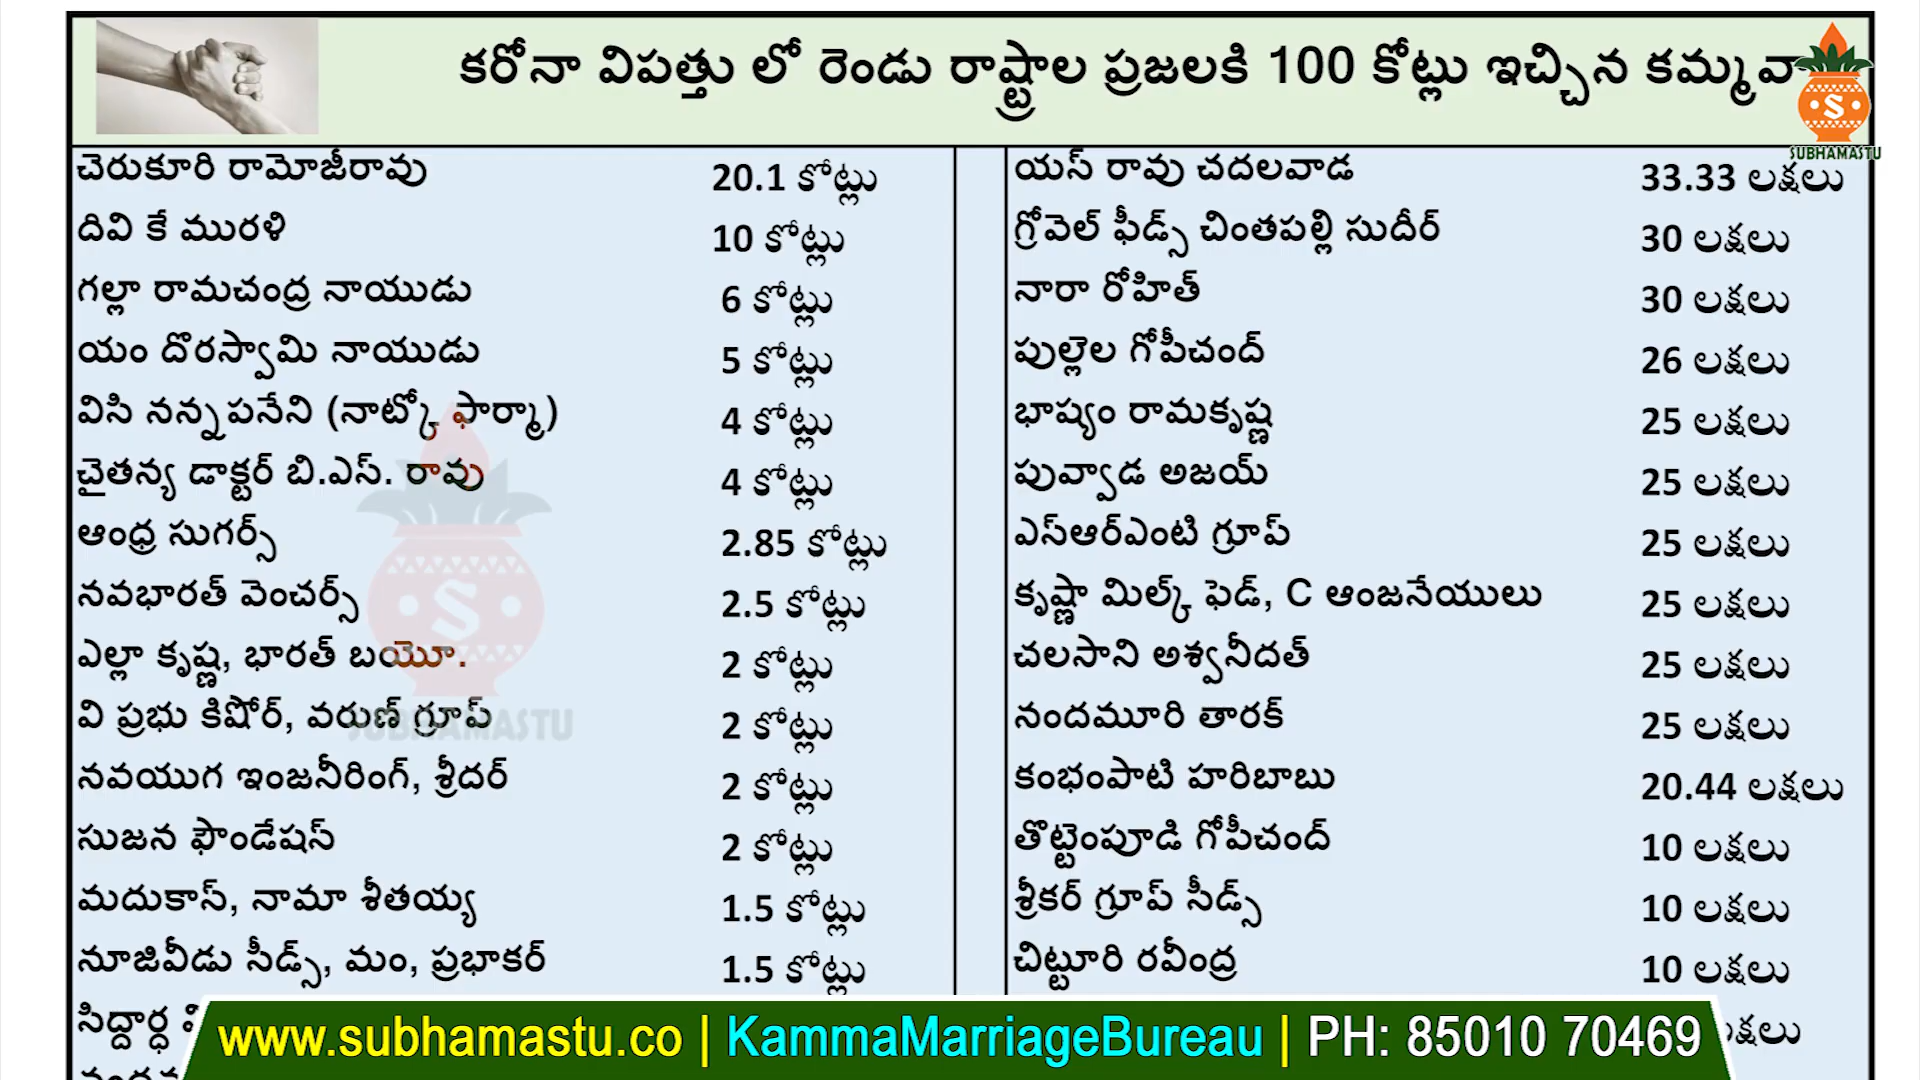 కరోనా విపత్తు లో రెండు రాష్ట్రాల ప్రజలకి 100 కోట్లు ఇచ్చిన
S
SUBHAMASTU
చెరుకూరి రామోజీరావు 20.1 కోట్లు
దివి కే మురళి 10 కోట్లు
గల్లా రామచంద్ర నాయుడు 6 కోట్లు
యం దొరస్వామి నాయుడు 5 కోట్లు
విసి నన్నపనేని (నాట్కో ఫార్మా) 4 కోట్లు
చైతన్య డాక్టర్ బి.ఎస్. రావు 4 కోట్లు
ఆంధ్ర సుగర్స్ 2.85 కోట్లు
నవభారత్ వెంచర్స్ 2.5 కోట్లు
ఎల్లా కృష్ణ, భారత్ బయో. 2 కోట్లు
వి ప్రభు కిషోర్, వరుణ్ గ్రూప్ 2 కోట్లు
నవయుగ ఇంజనీరింగ్, శ్రీదర్ 2 కోట్లు
సుజన ఫౌండేషన్ 2 కోట్లు
మదుకాస్, నామా శీతయ్య 1.5 కోట్లు
నూజివీడు సీడ్స్, మం, ప్రభాకర్ 1.5 కోట్లు
సిద్దార్ధ
యస్ రావు చదలవాడ 33.33 లక్షలు
గ్రోవెల్ ఫీడ్స్ చింతపల్లి సుదీర్ 30 లక్షలు
నారా రోహిత్ 30 లక్షలు
పుల్లెల గోపీచంద్ 26 లక్షలు
భాష్యం రామకృష్ణ 25 లక్షలు
పువ్వాడ అజయ్ 25 లక్షలు
ఎస్ఆర్ఎంటి గ్రూప్ 25 లక్షలు
కృష్ణా మిల్క్ ఫెడ్, C ఆంజనేయులు 25 లక్షలు
చలసాని అశ్వనీదత్ 25 లక్షలు
నందమూరి తారక్ 25 లక్షలు
కంభంపాటి హరిబాబు 20.44 లక్షలు
తొట్టెంపూడి గోపీచంద్ 10 లక్షలు
శ్రీకర్ గ్రూప్ సీడ్స్ 10 లక్షలు
చిట్టూరి రవీంద్ర 10 లక్షలు
S
SUBHAMASTU
www.subhamastu.co | KammaMarriageBureau | PH: 85010 70469